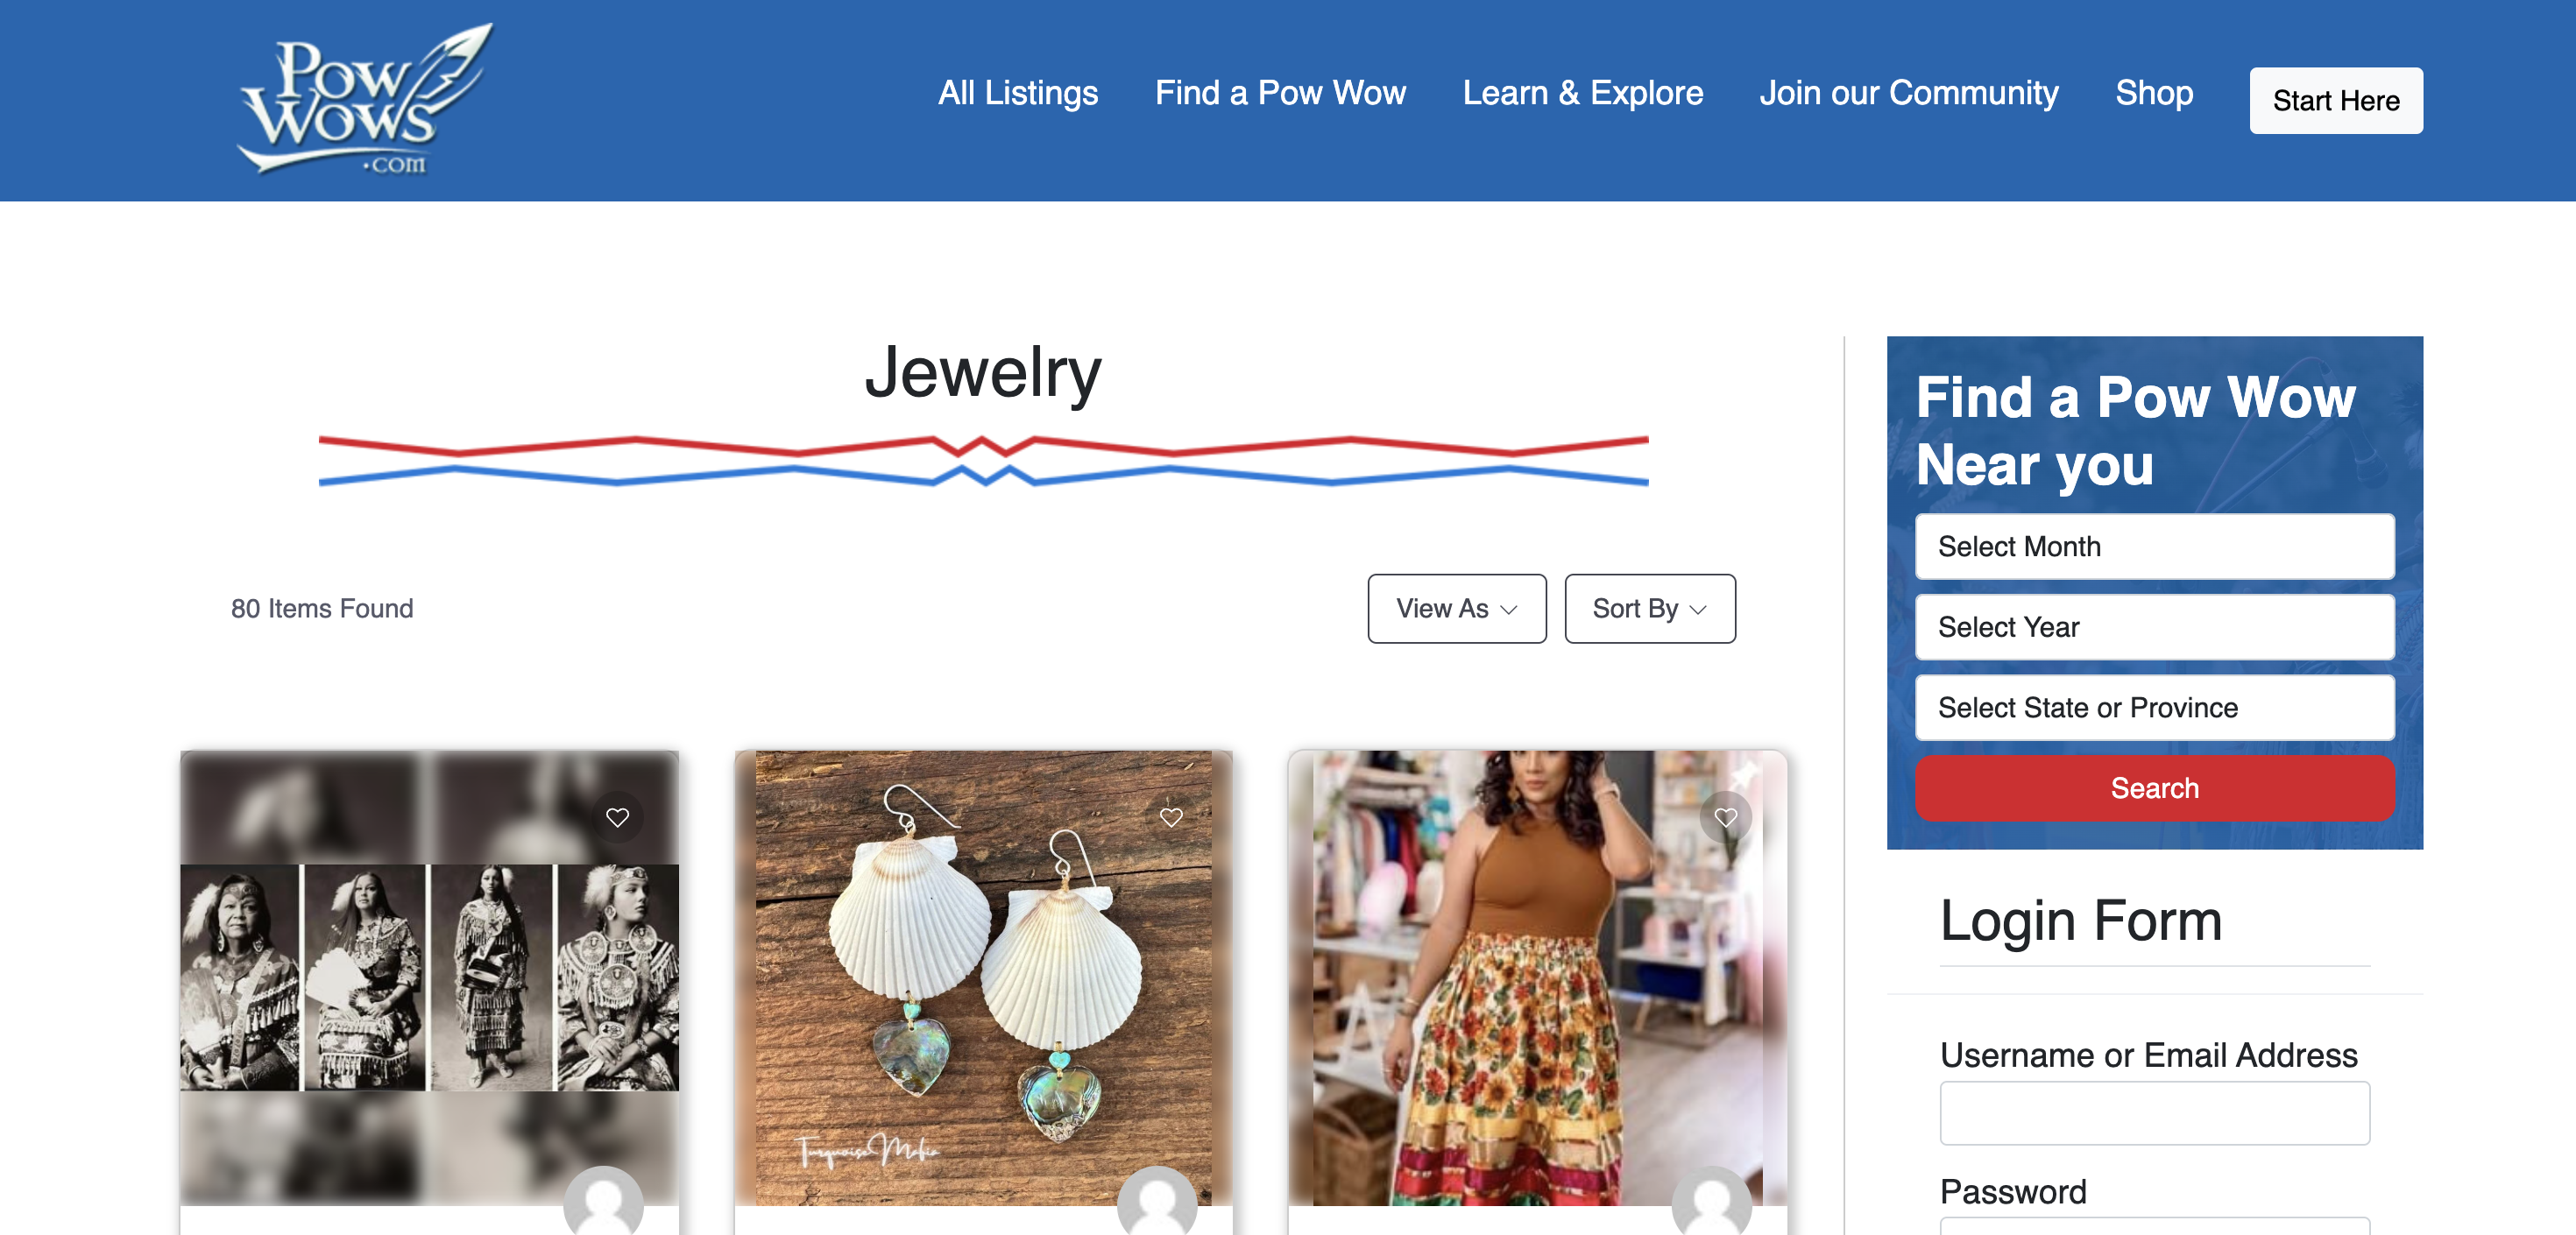 Pow
Wows
.com
All Listings
Find a Pow Wow
Learn & Explore
Join our Community
Shop
Start Here
Jewelry
80 Items Found
View As
Sort By
TurquoiseMafia
Find a Pow Wow
Near you
Select Month
Select Year
Select State or Province
Search
Login Form
Username or Email Address
Password